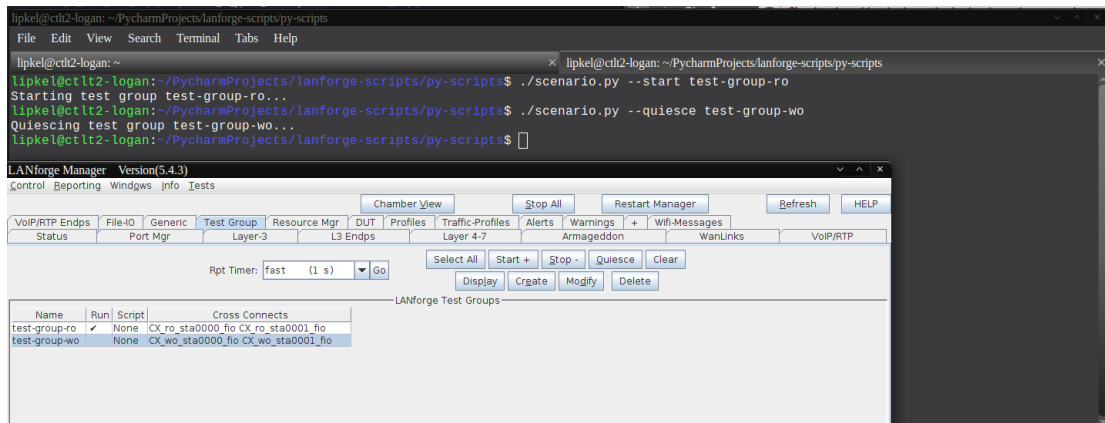 lipkel@ctlt2-logan: ~/PycharmProjects/lanforge-scripts/py-scripts
File Edit View Search Terminal Tabs Help
lipkel@ctlt2-logan: ~ × lipkel@ctlt2-logan: ~/PycharmProjects/lanforge-scripts/py-scripts ×
lipkel@ctlt2-logan:~/PycharmProjects/lanforge-scripts/py-scripts$ ./scenario.py --start test-group-ro
Starting test group test-group-ro...
lipkel@ctlt2-logan:~/PycharmProjects/lanforge-scripts/py-scripts$ ./scenario.py --quiesce test-group-wo
Quiescing test group test-group-wo...
lipkel@ctlt2-logan:~/PycharmProjects/lanforge-scripts/py-scripts$
LANforge Manager Version(5.4.3)
Control Reporting Windows Info Tests
Chamber View Stop All Restart Manager Refresh HELP
VoIP/RTP Endps File-IO Generic Test Group Resource Mgr DUT Profiles Traffic-Profiles Alerts Warnings + Wifi-Messages
Status Port Mgr Layer-3 L3 Endps Layer 4-7 Armageddon WanLinks VoIP/RTP
Select All Start + Stop - Quiesce Clear
Rpt Timer: fast (1 s) Go
Display Create Modify Delete
LANforge Test Groups
Name Run Script Cross Connects
test-group-ro ✔ None CX_ro_sta0000_fio CX_ro_sta0001_fio
test-group-wo None CX_wo_sta0000_fio CX_wo_sta0001_fio